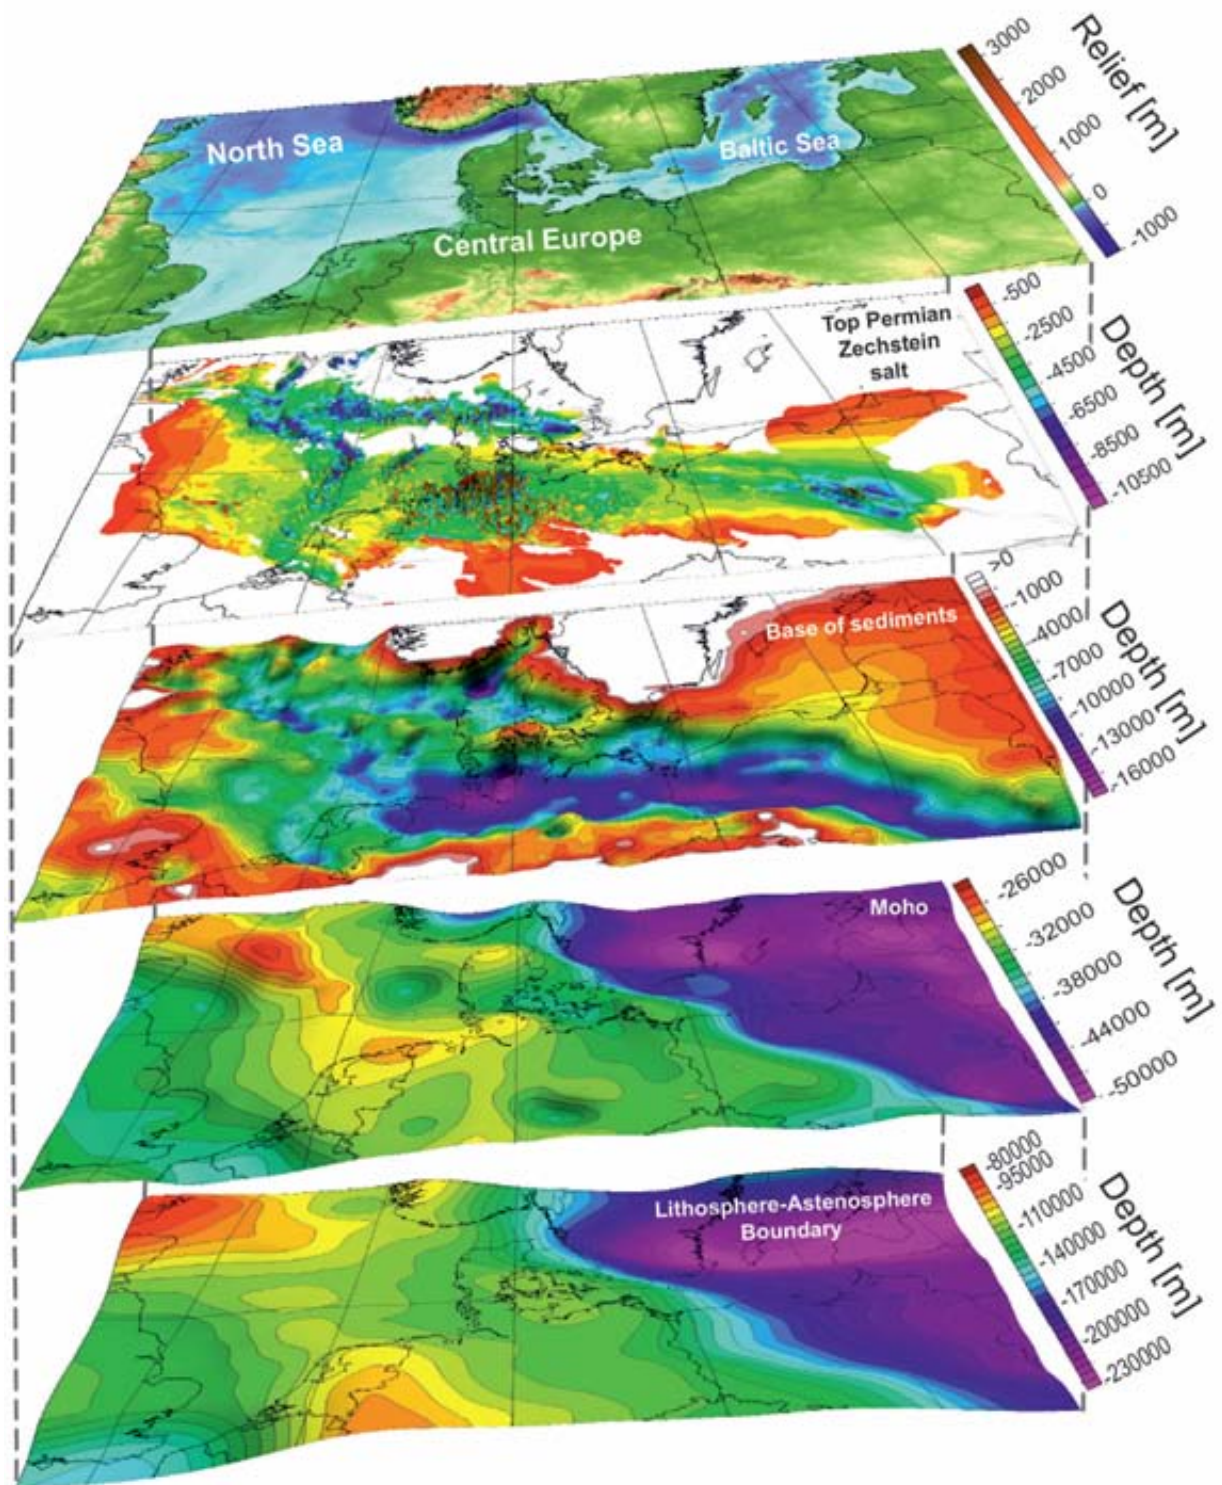 3000
2000
1000
0
-1000
Relief [m]
North Sea
Baltic Sea
Central Europe
Top Permian
Zechstein
salt
-500
-2500
-4500
-6500
-8500
-10500
Depth [m]
Base of sediments
>0
-1000
-4000
-7000
-10000
-13000
-16000
Depth [m]
Moho
-26000
-32000
-38000
-44000
-50000
Depth [m]
Lithosphere-Astenosphere
Boundary
-80000
-95000
-110000
-140000
-170000
-200000
-230000
Depth [m]